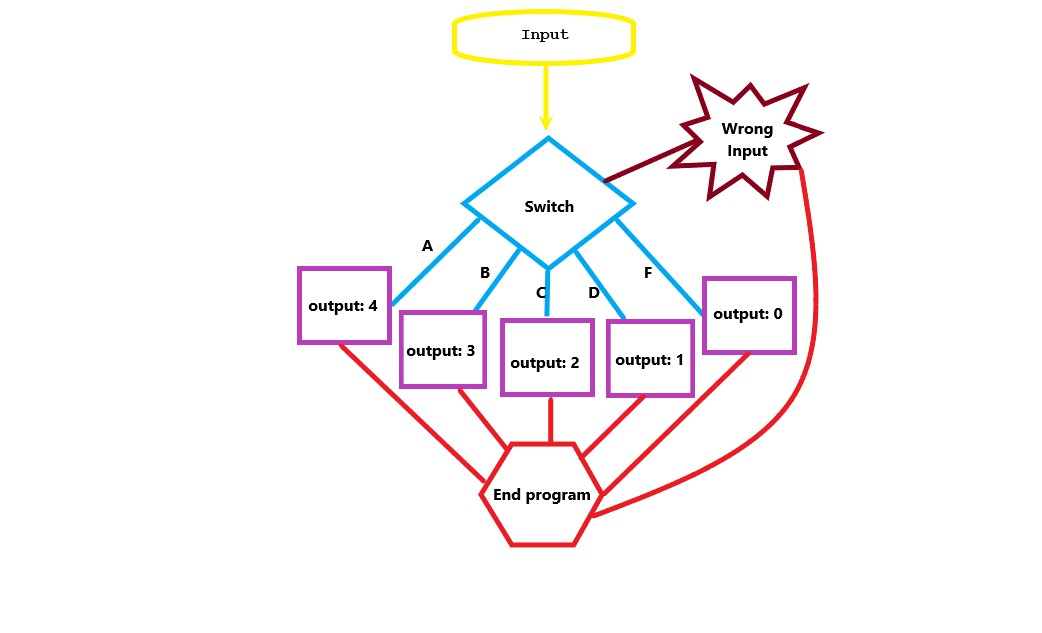 Input
Wrong
Input
Switch
A
B
C
D
F
output: 4
output: 3
output: 2
output: 1
output: 0
End program